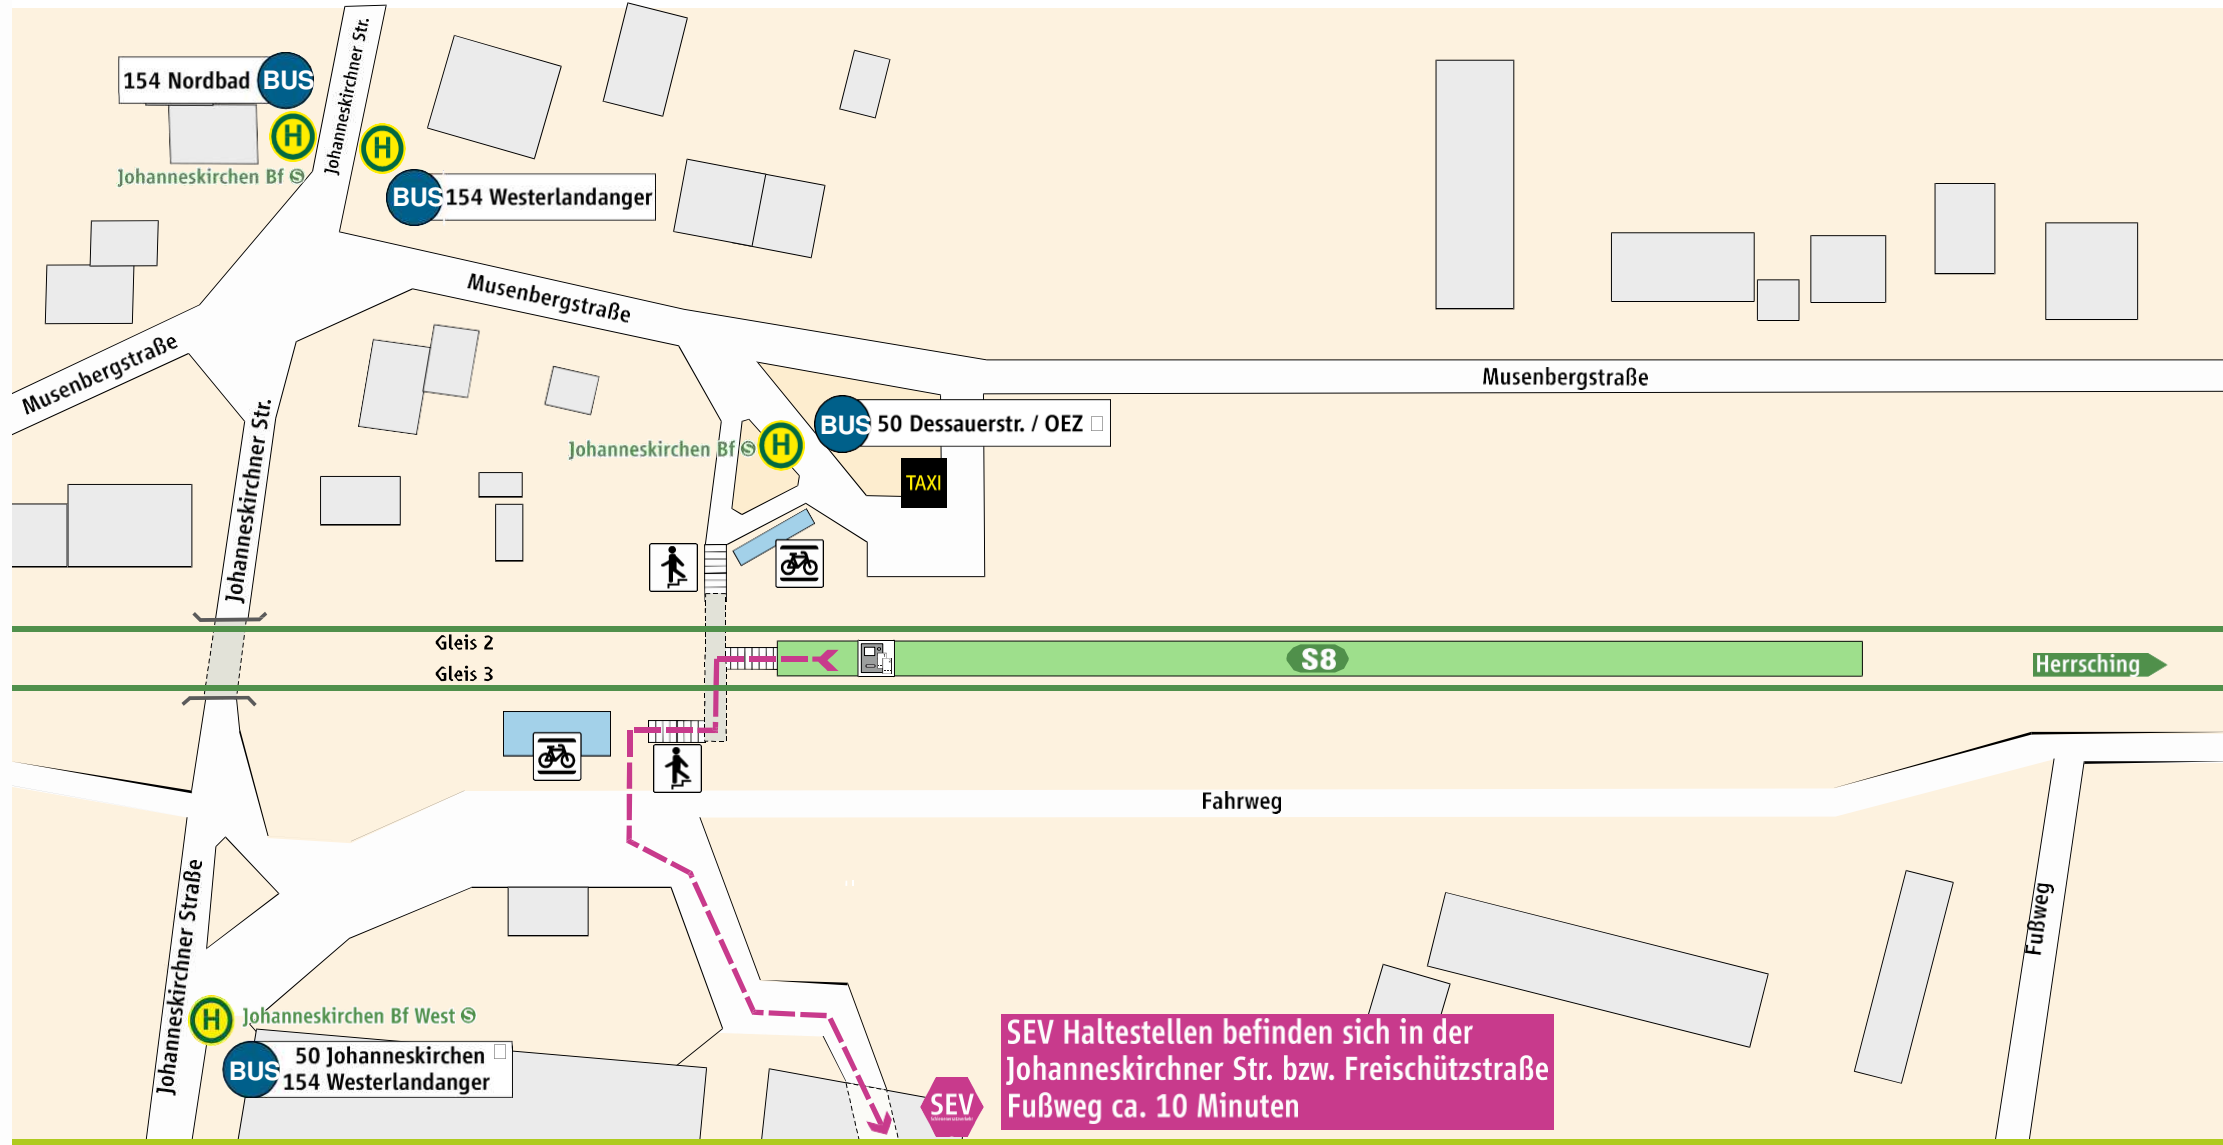 Johanneskirchner Str.
154 Nordbad BUS
H
H
Johanneskirchen Bf S
BUS 154 Westerlandanger
Musenbergstraße
Musenbergstraße
Musenbergstraße
Johanneskirchner Str.
BUS 50 Dessauerstr. / OEZ
Johanneskirchen Bf S H
TAXI
Gleis 2
Gleis 3
S8
Herrsching
Fahrweg
Johanneskirchner Straße
Fußweg
H Johanneskirchen Bf West S
BUS 50 Johanneskirchen
154 Westerlandanger
SEV Haltestellen befinden sich in der
Johanneskirchner Str. bzw. Freischützstraße
Fußweg ca. 10 Minuten
SEV